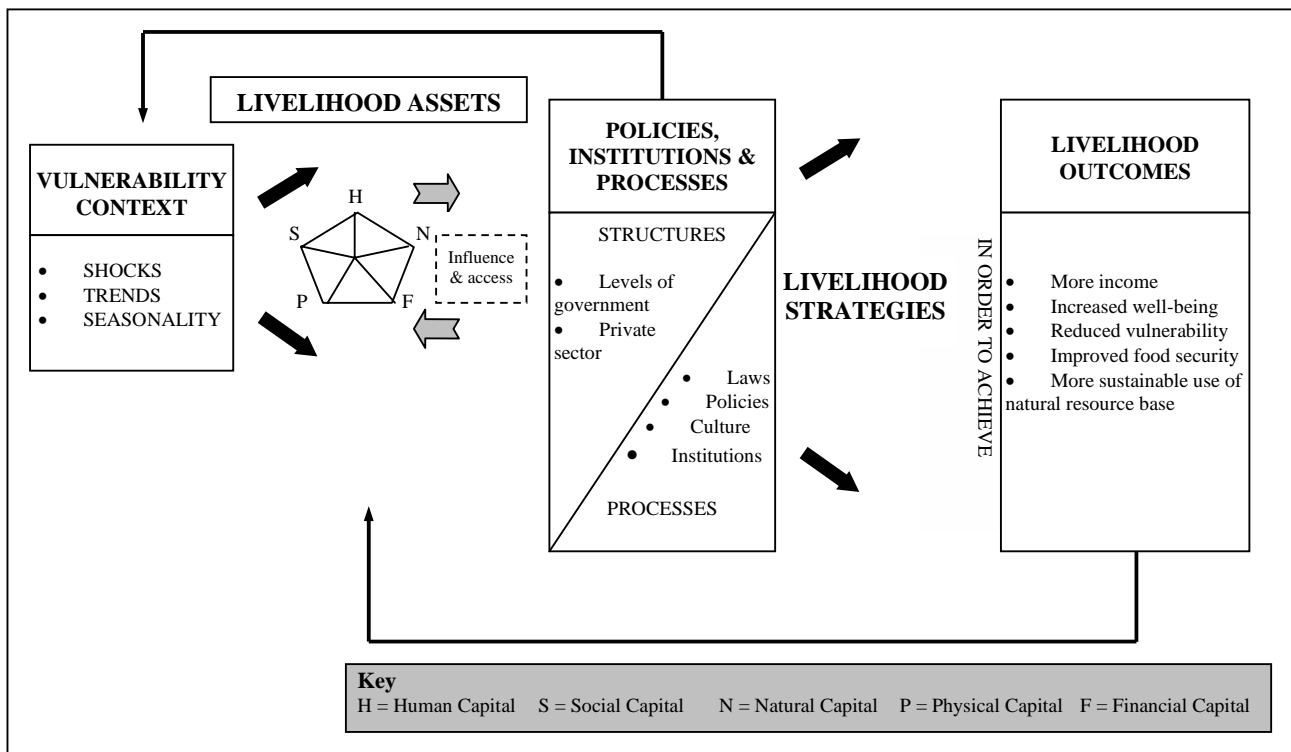 LIVELIHOOD ASSETS
VULNERABILITY
CONTEXT
• SHOCKS
• TRENDS
• SEASONALITY
H
S
N
P
F
Influence
& access
POLICIES,
INSTITUTIONS &
PROCESSES
STRUCTURES
• Levels of
government
• Private
sector
• Laws
• Policies
• Culture
• Institutions
PROCESSES
LIVELIHOOD
STRATEGIES
IN ORDER TO ACHIEVE
LIVELIHOOD
OUTCOMES
• More income
• Increased well-being
• Reduced vulnerability
• Improved food security
• More sustainable use of
natural resource base
Key
H = Human Capital S = Social Capital N = Natural Capital P = Physical Capital F = Financial Capital